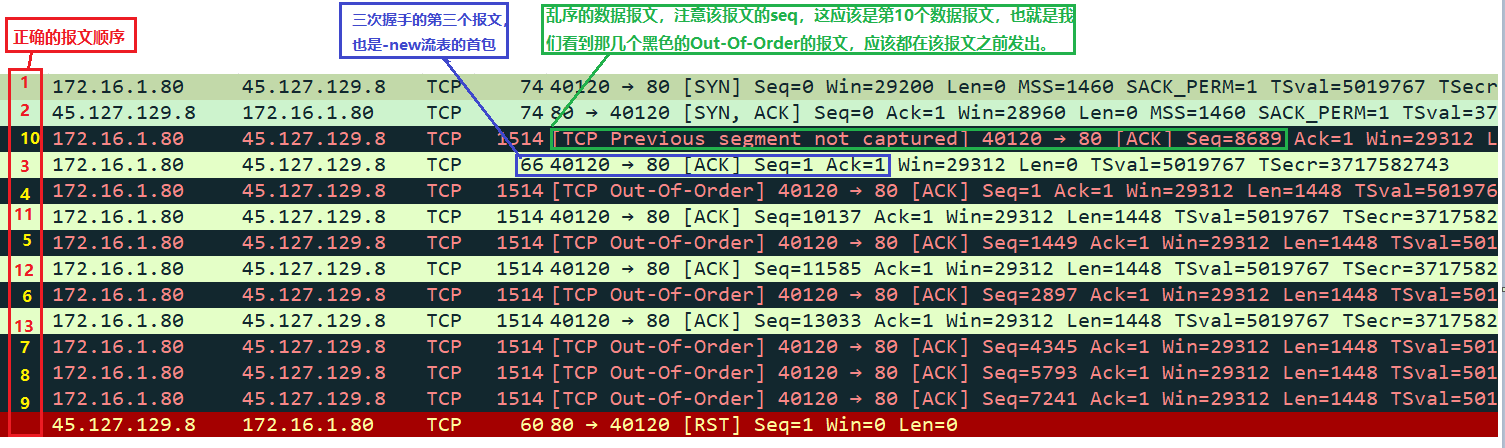 三次握手的第三个报文,
也是-new流表的首包
乱序的数据报文，注意该报文的seq，这应该是第10个数据报文，也就是我
们看到那几个黑色的Out-Of-Order的报文，应该都在该报文之前发出。
正确的报文顺序
1 172.16.1.80 45.127.129.8 TCP 74 40120 → 80 [SYN] Seq=0 Win=29200 Len=0 MSS=1460 SACK_PERM=1 TSval=5019767 TSecr
2 45.127.129.8 172.16.1.80 TCP 74 80 → 40120 [SYN, ACK] Seq=0 Ack=1 Win=28960 Len=0 MSS=1460 SACK_PERM=1 TSval=37
10 172.16.1.80 45.127.129.8 TCP 1514 [TCP Previous segment not captured] 40120 → 80 [ACK] Seq=8689 Ack=1 Win=29312 L
3 172.16.1.80 45.127.129.8 TCP 66 40120 → 80 [ACK] Seq=1 Ack=1 Win=29312 Len=0 TSval=5019767 TSecr=3717582743
4 172.16.1.80 45.127.129.8 TCP 1514 [TCP Out-Of-Order] 40120 → 80 [ACK] Seq=1 Ack=1 Win=29312 Len=1448 TSval=501976
11 172.16.1.80 45.127.129.8 TCP 1514 40120 → 80 [ACK] Seq=10137 Ack=1 Win=29312 Len=1448 TSval=5019767 TSecr=3717582
5 172.16.1.80 45.127.129.8 TCP 1514 [TCP Out-Of-Order] 40120 → 80 [ACK] Seq=1449 Ack=1 Win=29312 Len=1448 TSval=501
12 172.16.1.80 45.127.129.8 TCP 1514 40120 → 80 [ACK] Seq=11585 Ack=1 Win=29312 Len=1448 TSval=5019767 TSecr=3717582
6 172.16.1.80 45.127.129.8 TCP 1514 [TCP Out-Of-Order] 40120 → 80 [ACK] Seq=2897 Ack=1 Win=29312 Len=1448 TSval=501
13 172.16.1.80 45.127.129.8 TCP 1514 40120 → 80 [ACK] Seq=13033 Ack=1 Win=29312 Len=1448 TSval=5019767 TSecr=3717582
7 172.16.1.80 45.127.129.8 TCP 1514 [TCP Out-Of-Order] 40120 → 80 [ACK] Seq=4345 Ack=1 Win=29312 Len=1448 TSval=501
8 172.16.1.80 45.127.129.8 TCP 1514 [TCP Out-Of-Order] 40120 → 80 [ACK] Seq=5793 Ack=1 Win=29312 Len=1448 TSval=501
9 172.16.1.80 45.127.129.8 TCP 1514 [TCP Out-Of-Order] 40120 → 80 [ACK] Seq=7241 Ack=1 Win=29312 Len=1448 TSval=501
45.127.129.8 172.16.1.80 TCP 60 80 → 40120 [RST] Seq=1 Win=0 Len=0